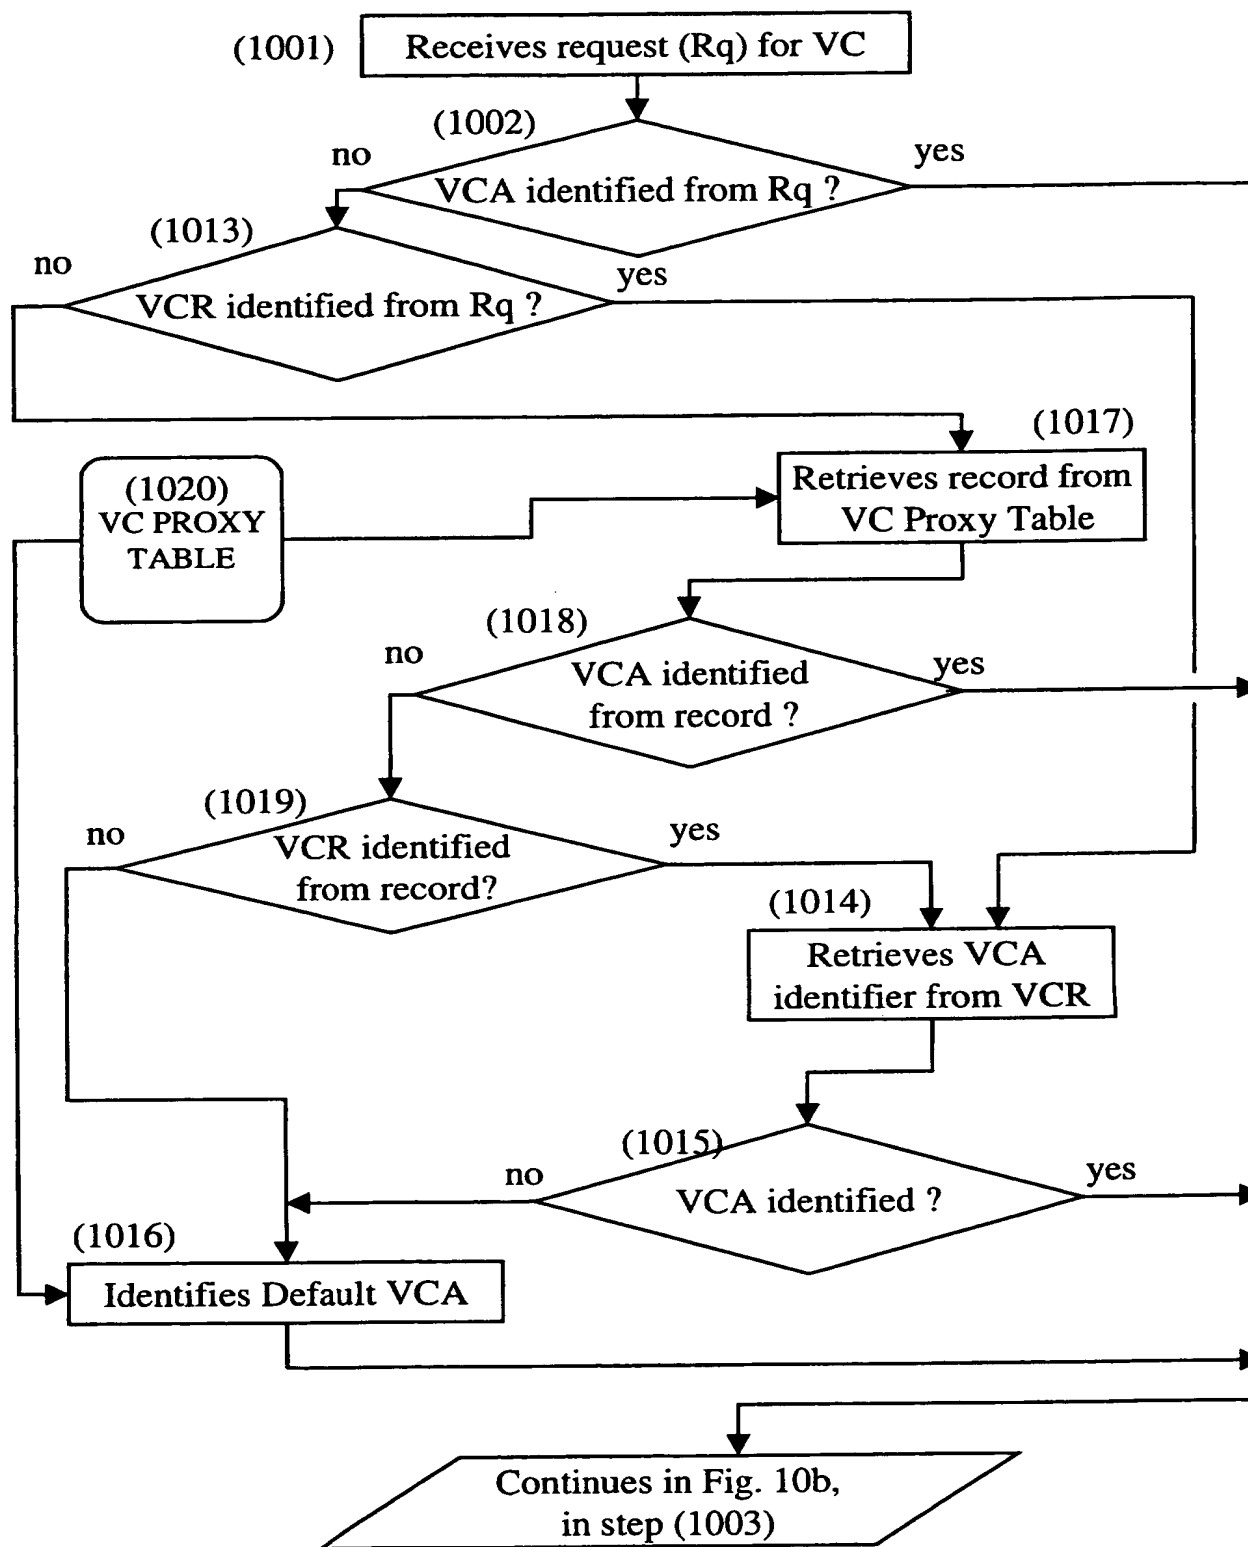 (1001)
Receives request (Rq) for VC
(1002)
no
yes
VCA identified from Rq ?
(1013)
no
yes
VCR identified from Rq ?
(1017)
Retrieves record from
VC Proxy Table
(1020)
VC PROXY
TABLE
(1018)
no
yes
VCA identified
from record ?
(1019)
no
yes
VCR identified
from record?
(1014)
Retrieves VCA
identifier from VCR
(1015)
no
yes
VCA identified ?
(1016)
Identifies Default VCA
Continues in Fig. 10b,
in step (1003)